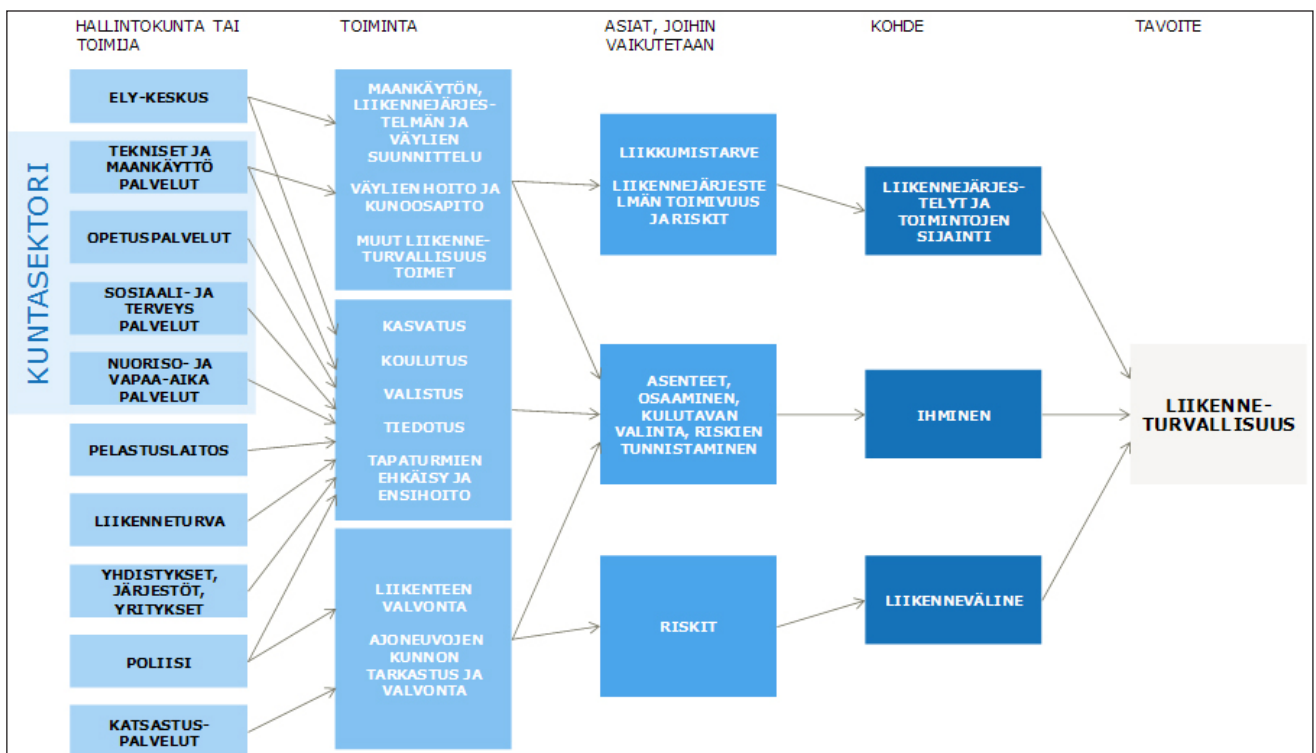 HALLINTOKUNTA TAI
TOIMIJA
TOIMINTA
ASIAT, JOIHIN
VAIKUTETAAN
KOHDE
TAVOITE
KUNTASEKTORI
ELY-KESKUS
TEKNISET JA
MAANKÄYTTÖ
PALVELUT
OPETUSPALVELUT
SOSIAALI- JA
TERVEYS
PALVELUT
NUORISO- JA
VAPAA-AIKA
PALVELUT
PELASTUSLAITOS
LIIKENNETURVA
YHDISTYKSET,
JÄRJESTÖT,
YRITYKSET
POLIISI
KATSASTUS-
PALVELUT
MAANKÄYTÖN,
LIIKENNEJÄRJES-
TELMÄN JA
VÄYLIEN
SUUNNITTELU
VÄYLIEN HOITO JA
KUNOOSAPITO
MUUT LIIKENNE-
TURVALLISUUS
TOIMET
KASVATUS
KOULUTUS
VALISTUS
TIEDOTUS
TAPATURMIEN
EHKÄISY JA
ENSIHOITO
LIIKENTEEN
VALVONTA
AJONEUVOJEN
KUNNON
TARKASTUS JA
VALVONTA
LIIKKUMISTARVE
LIIKENNEJÄRJESTE
LMÄN TOIMIVUUS
JA RISKIT
ASENTEET,
OSAAMINEN,
KULUTAVAN
VALINTA, RISKIEN
TUNNISTAMINEN
RISKIT
LIIKENNEJÄRJES-
TELYT JA
TOIMINTOJEN
SIJAINTI
IHMINEN
LIIKENNEVÄLINE
LIIKENNE-
TURVALLISUUS